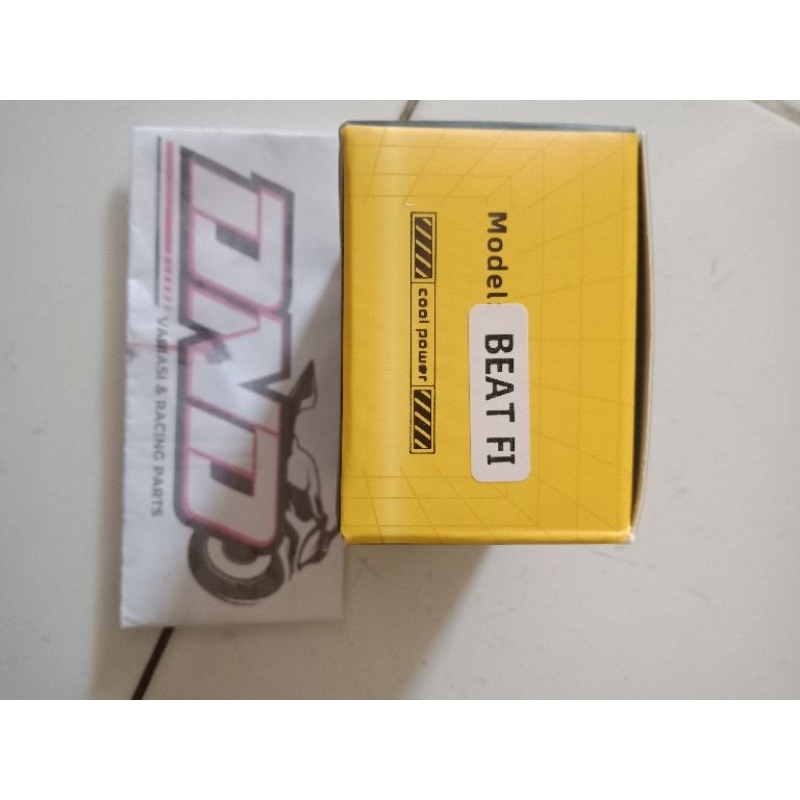 DND
VARIASI & RACING PARTS
Model:
BEAT FI
cool power